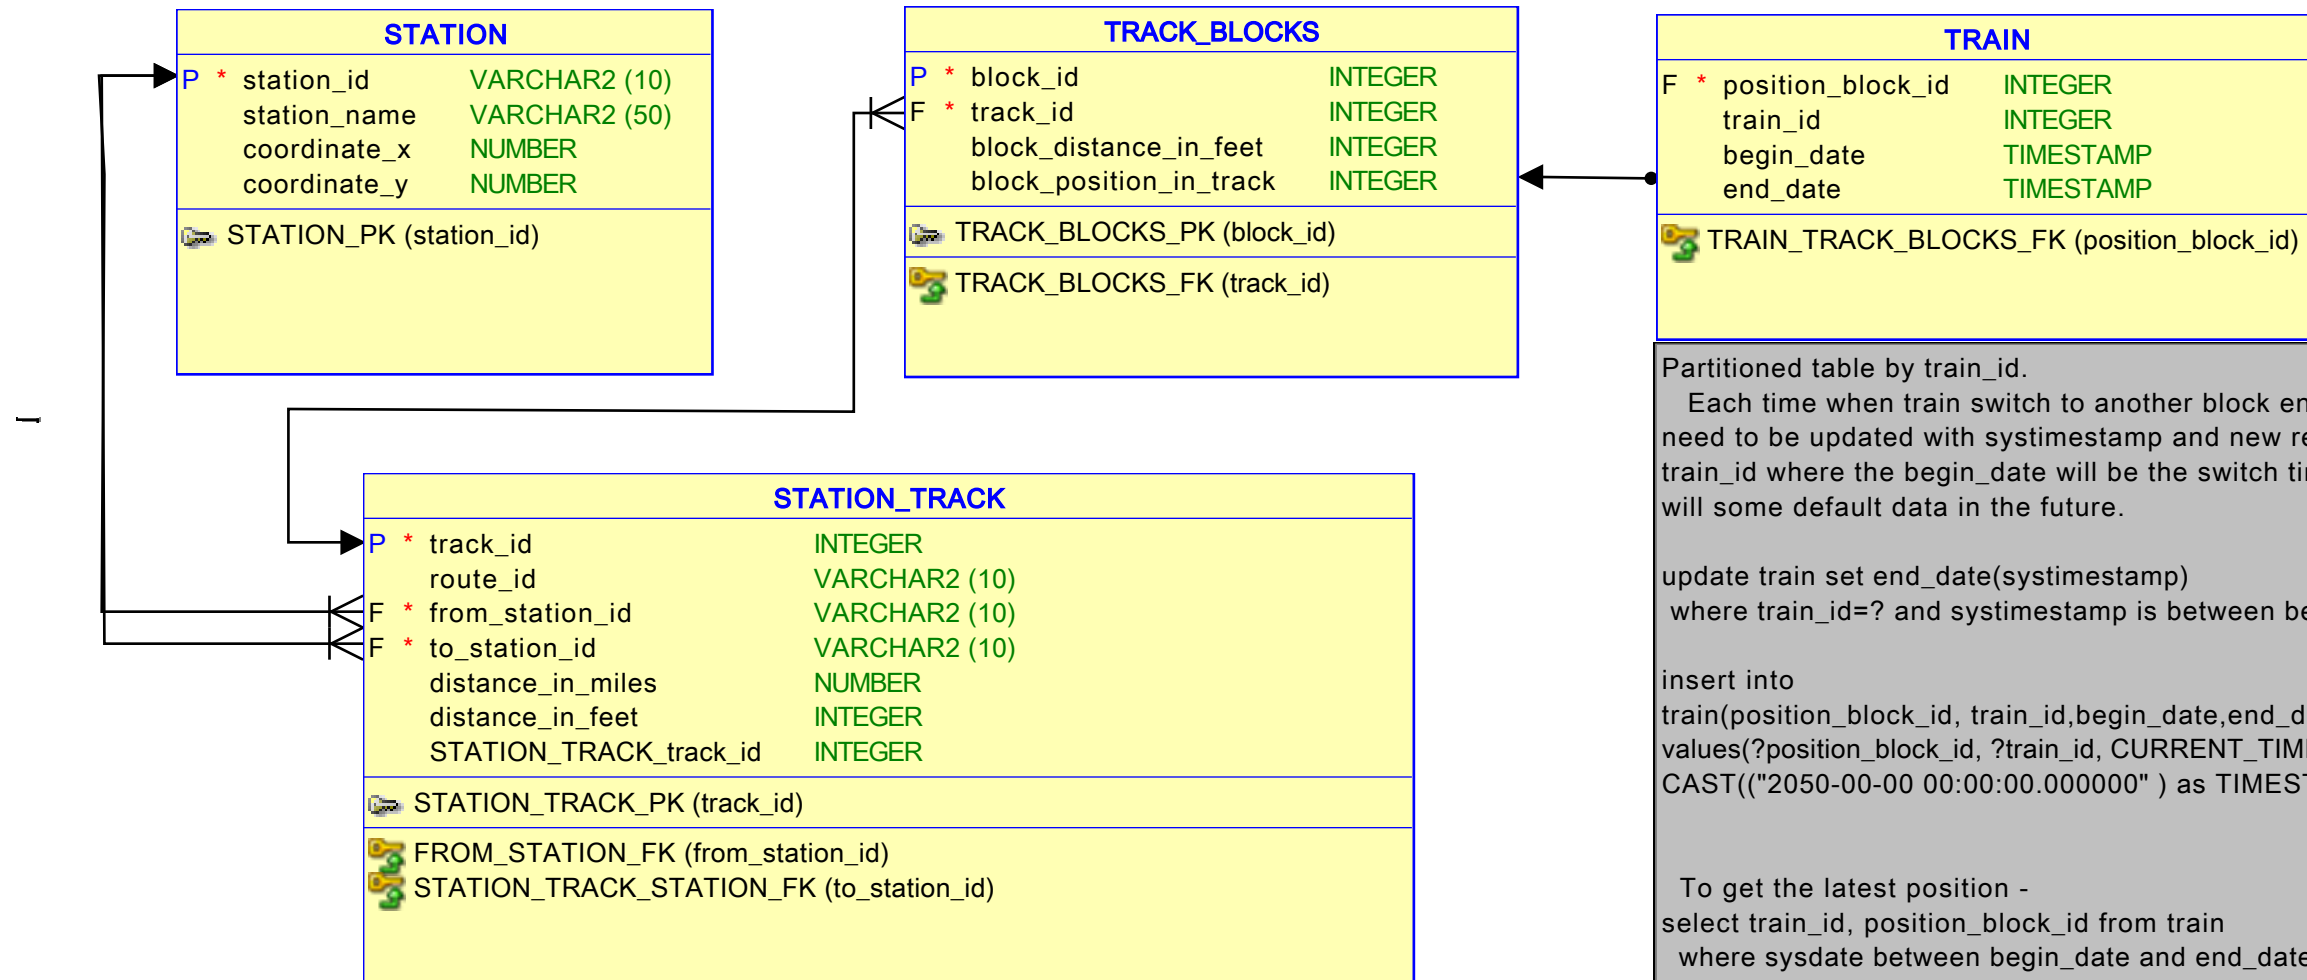 STATION
P * station_id VARCHAR2 (10)
station_name VARCHAR2 (50)
coordinate_x NUMBER
coordinate_y NUMBER
STATION_PK (station_id)
TRACK_BLOCKS
P * block_id INTEGER
F * track_id INTEGER
block_distance_in_feet INTEGER
block_position_in_track INTEGER
TRACK_BLOCKS_PK (block_id)
TRACK_BLOCKS_FK (track_id)
TRAIN
F * position_block_id INTEGER
train_id INTEGER
begin_date TIMESTAMP
end_date TIMESTAMP
TRAIN_TRACK_BLOCKS_FK (position_block_id)
Partitioned table by train_id.
Each time when train switch to another block en
need to be updated with systimestamp and new re
train_id where the begin_date will be the switch ti
will some default data in the future.
update train set end_date(systimestamp)
where train_id=? and systimestamp is between be
insert into
train(position_block_id, train_id,begin_date,end_d
values(?position_block_id, ?train_id, CURRENT_TIM
CAST(("2050-00-00 00:00:00.000000" ) as TIMEST
To get the latest position -
select train_id, position_block_id from train
where sysdate between begin_date and end_date
STATION_TRACK
P * track_id INTEGER
route_id VARCHAR2 (10)
F * from_station_id VARCHAR2 (10)
F * to_station_id VARCHAR2 (10)
distance_in_miles NUMBER
distance_in_feet INTEGER
STATION_TRACK_track_id INTEGER
STATION_TRACK_PK (track_id)
FROM_STATION_FK (from_station_id)
STATION_TRACK_STATION_FK (to_station_id)